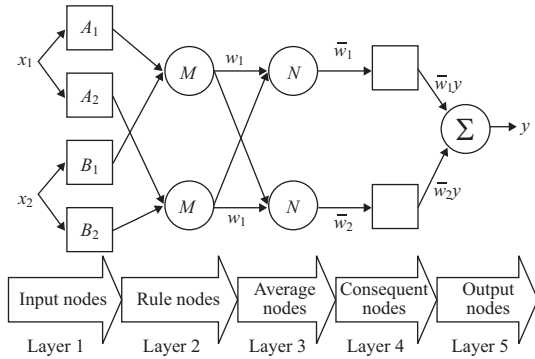 A₁
x₁
A₂
B₁
x₂
B₂
M
w₁
M
w₁
N
w̅₁
N
w̅₂
w̅₁y
Σ
y
w̅₂y
Input nodes
Rule nodes
Average
nodes
Consequent
nodes
Output
nodes
Layer 1
Layer 2
Layer 3
Layer 4
Layer 5